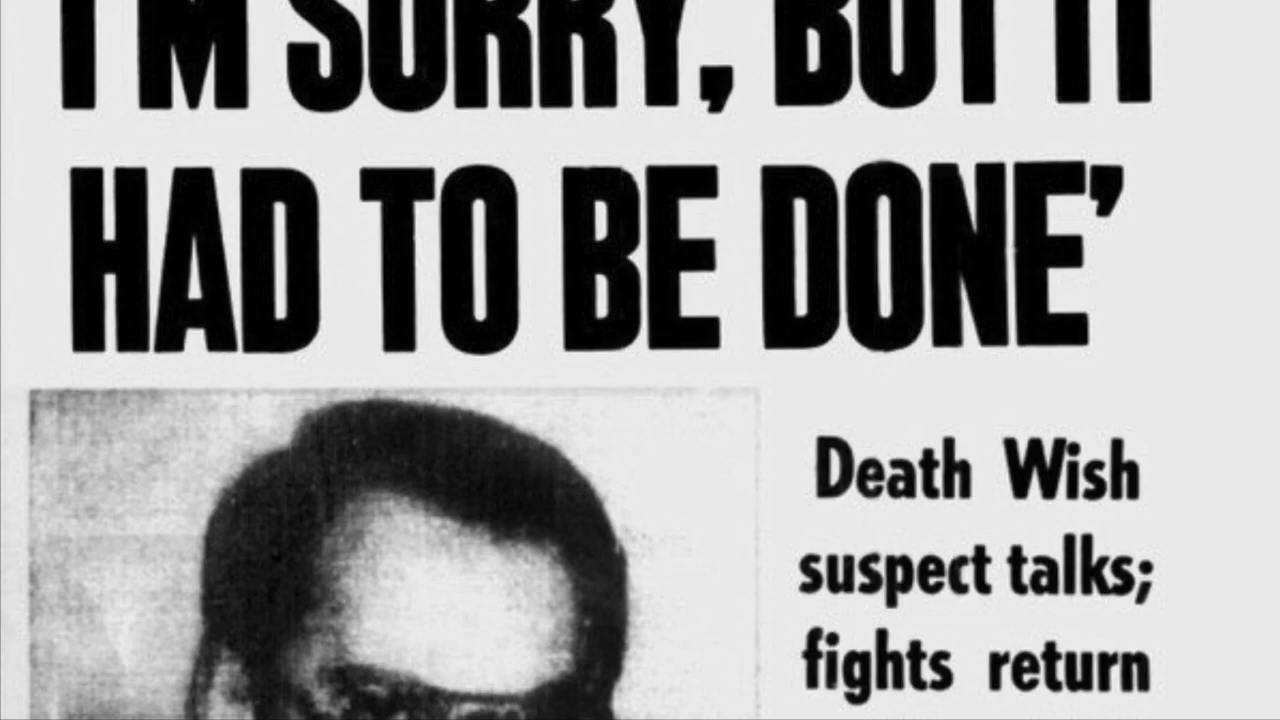 I'M SORRY, BUT IT
HAD TO BE DONE'
Death Wish
suspect talks;
fights return